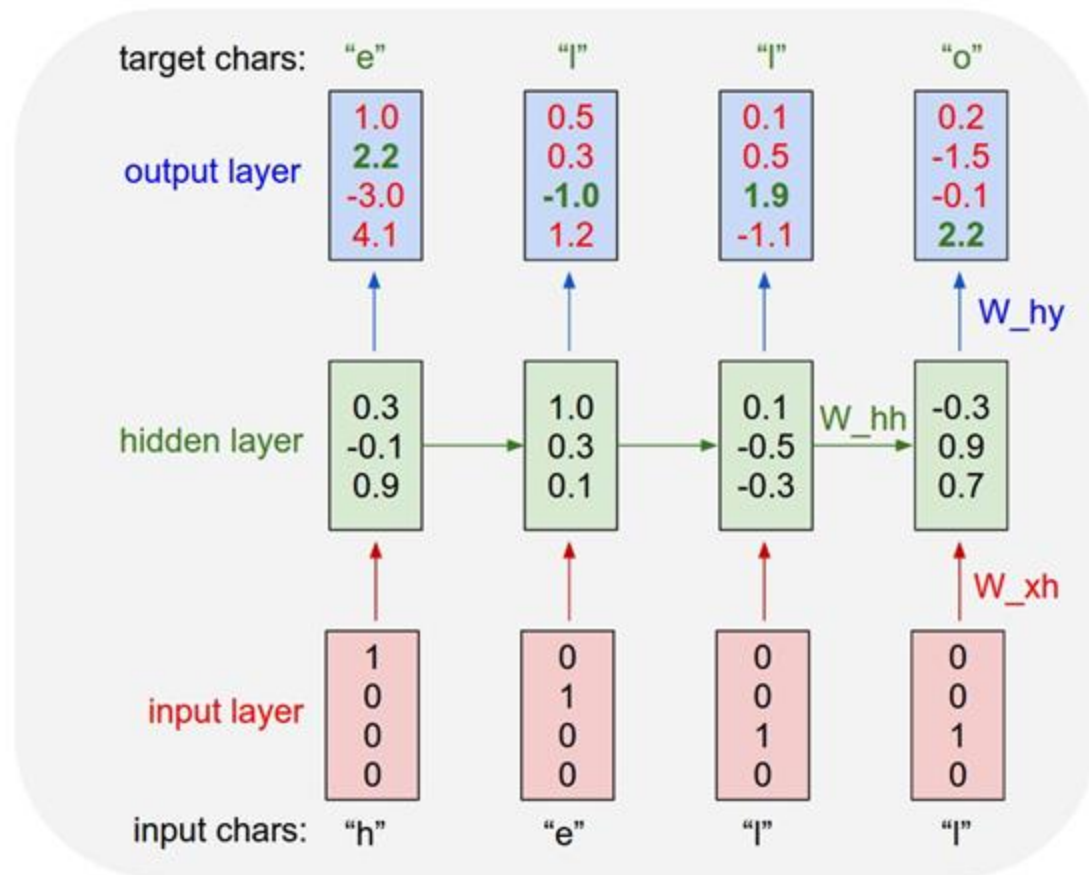 target chars: “e” “l” “l” “o”
1.0 0.5 0.1 0.2
2.2 0.3 0.5 -1.5
output layer
-3.0 -1.0 1.9 -0.1
4.1 1.2 -1.1 2.2
W_hy
0.3 1.0 0.1 -0.3
W_hh
hidden layer
-0.1 0.3 -0.5 0.9
0.9 0.1 -0.3 0.7
W_xh
1 0 0 0
0 1 0 0
input layer
0 0 1 1
0 0 0 0
input chars: “h” “e” “l” “l”